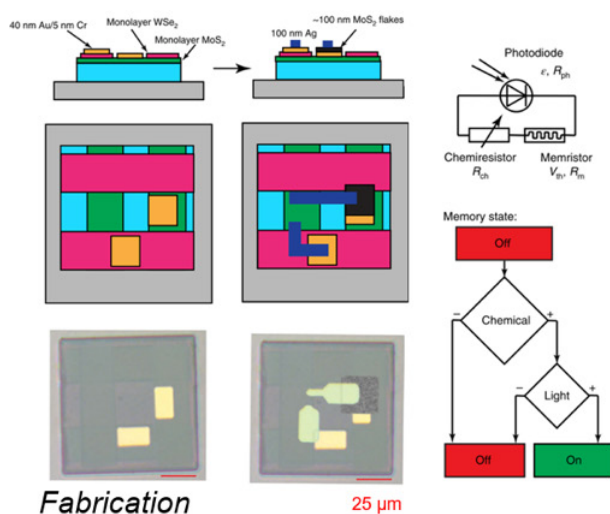 40 nm Au/5 nm Cr
Monolayer WSe₂
Monolayer MoS₂
~100 nm MoS₂ flakes
100 nm Ag
Photodiode
ε, Rph
Chemiresistor
Rch
Memristor
Vth, Rm
Memory state:
Off
Chemical
−
+
Light
−
+
Off
On
Fabrication
25 μm